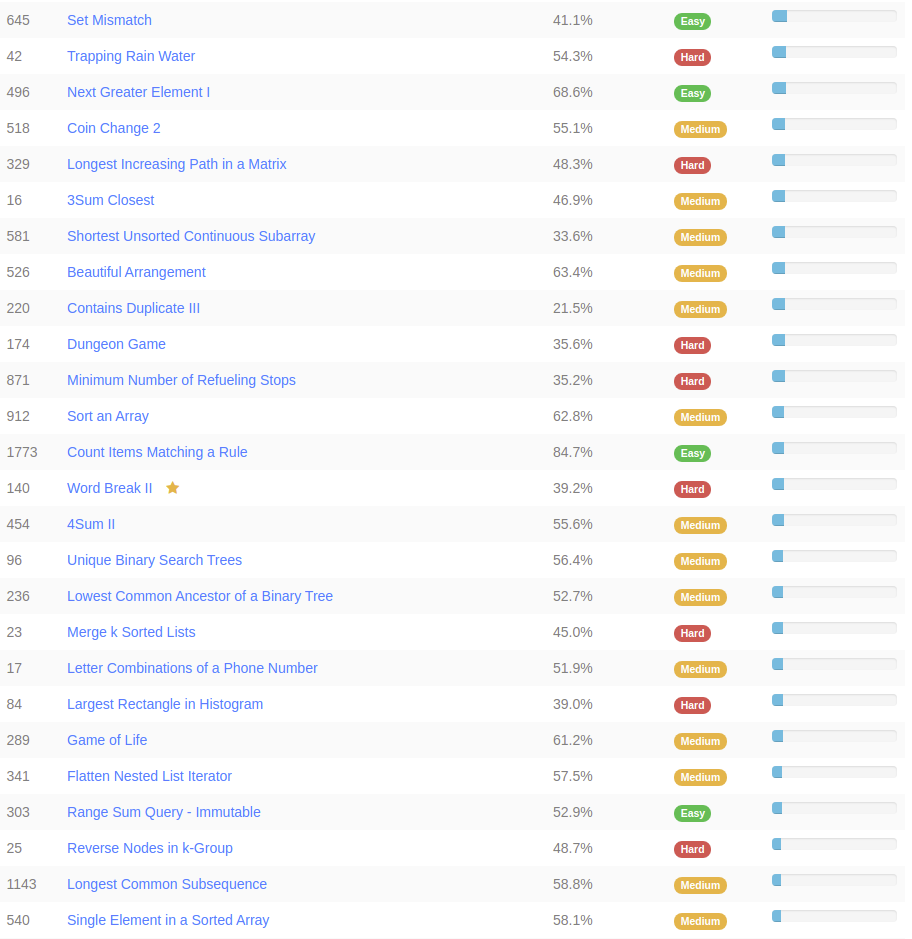 645 Set Mismatch 41.1% Easy
42 Trapping Rain Water 54.3% Hard
496 Next Greater Element I 68.6% Easy
518 Coin Change 2 55.1% Medium
329 Longest Increasing Path in a Matrix 48.3% Hard
16 3Sum Closest 46.9% Medium
581 Shortest Unsorted Continuous Subarray 33.6% Medium
526 Beautiful Arrangement 63.4% Medium
220 Contains Duplicate III 21.5% Medium
174 Dungeon Game 35.6% Hard
871 Minimum Number of Refueling Stops 35.2% Hard
912 Sort an Array 62.8% Medium
1773 Count Items Matching a Rule 84.7% Easy
140 Word Break II 39.2% Hard
454 4Sum II 55.6% Medium
96 Unique Binary Search Trees 56.4% Medium
236 Lowest Common Ancestor of a Binary Tree 52.7% Medium
23 Merge k Sorted Lists 45.0% Hard
17 Letter Combinations of a Phone Number 51.9% Medium
84 Largest Rectangle in Histogram 39.0% Hard
289 Game of Life 61.2% Medium
341 Flatten Nested List Iterator 57.5% Medium
303 Range Sum Query - Immutable 52.9% Easy
25 Reverse Nodes in k-Group 48.7% Hard
1143 Longest Common Subsequence 58.8% Medium
540 Single Element in a Sorted Array 58.1% Medium